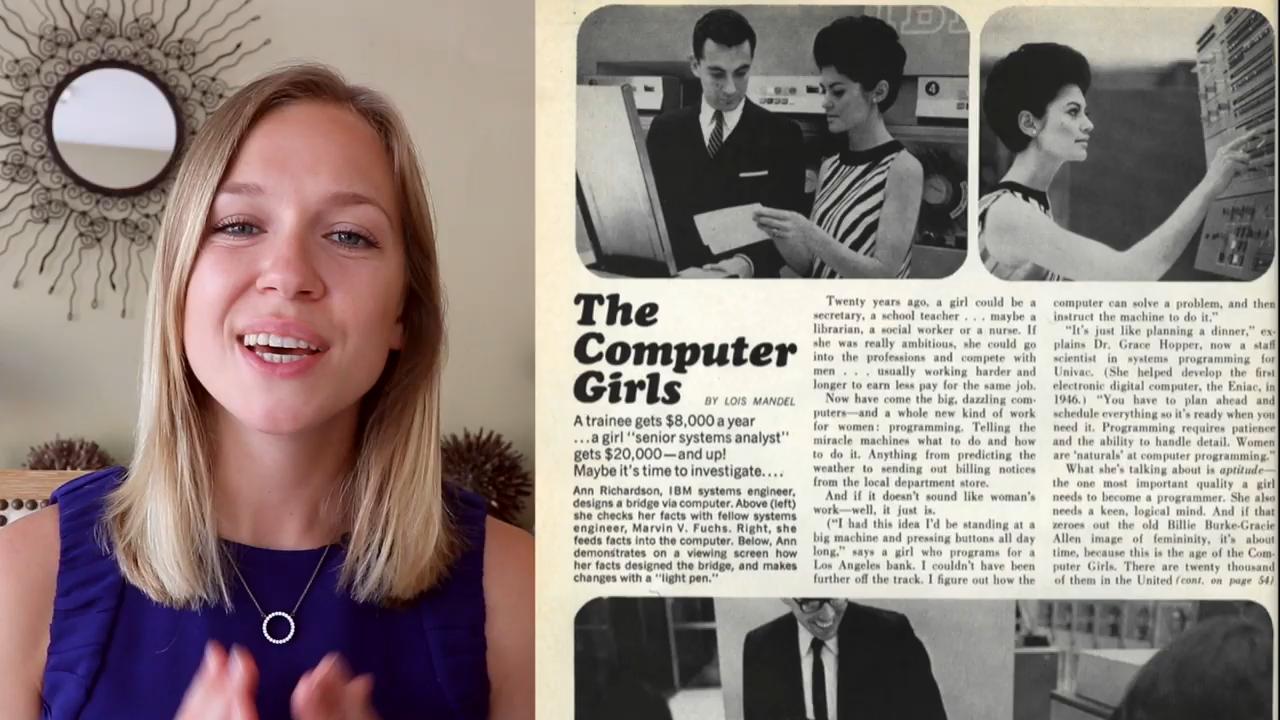 IBM
4
The
Computer
Girls
BY LOIS MANDEL
A trainee gets $8,000 a year
...a girl "senior systems analyst"
gets $20,000—and up!
Maybe it's time to investigate....
Ann Richardson, IBM systems engineer,
designs a bridge via computer. Above (left)
she checks her facts with fellow systems
engineer, Marvin V. Fuchs. Right, she
feeds facts into the computer. Below, Ann
demonstrates on a viewing screen how
her facts designed the bridge, and makes
changes with a "light pen."
Twenty years ago, a girl could be a
secretary, a school teacher . . . maybe a
librarian, a social worker or a nurse. If
she was really ambitious, she could go
into the professions and compete with
men . . . usually working harder and
longer to earn less pay for the same job.
Now have come the big, dazzling com-
puters—and a whole new kind of work
for women: programming. Telling the
miracle machines what to do and how
to do it. Anything from predicting the
weather to sending out billing notices
from the local department store.
And if it doesn't sound like woman's
work—well, it just is.
("I had this idea I'd be standing at a
big machine and pressing buttons all day
long," says a girl who programs for a
Los Angeles bank. I couldn't have been
further off the track. I figure out how the
computer can solve a problem, and then
instruct the machine to do it."
"It's just like planning a dinner," ex-
plains Dr. Grace Hopper, now a staff
scientist in systems programming for
Univac. (She helped develop the first
electronic digital computer, the Eniac, in
1946.) "You have to plan ahead and
schedule everything so it's ready when you
need it. Programming requires patience
and the ability to handle detail. Women
are 'naturals' at computer programming."
What she's talking about is aptitude—
the one most important quality a girl
needs to become a programmer. She also
needs a keen, logical mind. And if that
zeroes out the old Billie Burke-Gracie
Allen image of femininity, it's about
time, because this is the age of the Com-
puter Girls. There are twenty thousand
of them in the United (cont. on page 54)